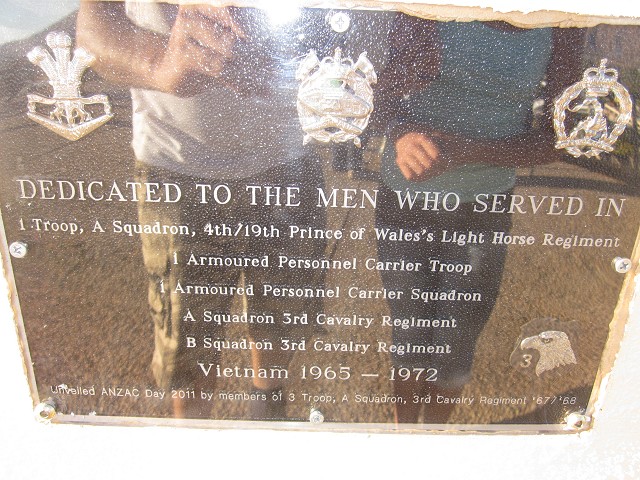 DEDICATED TO THE MEN WHO SERVED IN
1 Troop, A Squadron, 4th/19th Prince of Wales's Light Horse Regiment
1 Armoured Personnel Carrier Troop
1 Armoured Personnel Carrier Squadron
A Squadron 3rd Cavalry Regiment
B Squadron 3rd Cavalry Regiment
Vietnam 1965 — 1972
3
Unveiled ANZAC Day 2011 by members of 3 Troop, A Squadron, 3rd Cavalry Regiment '67/'68